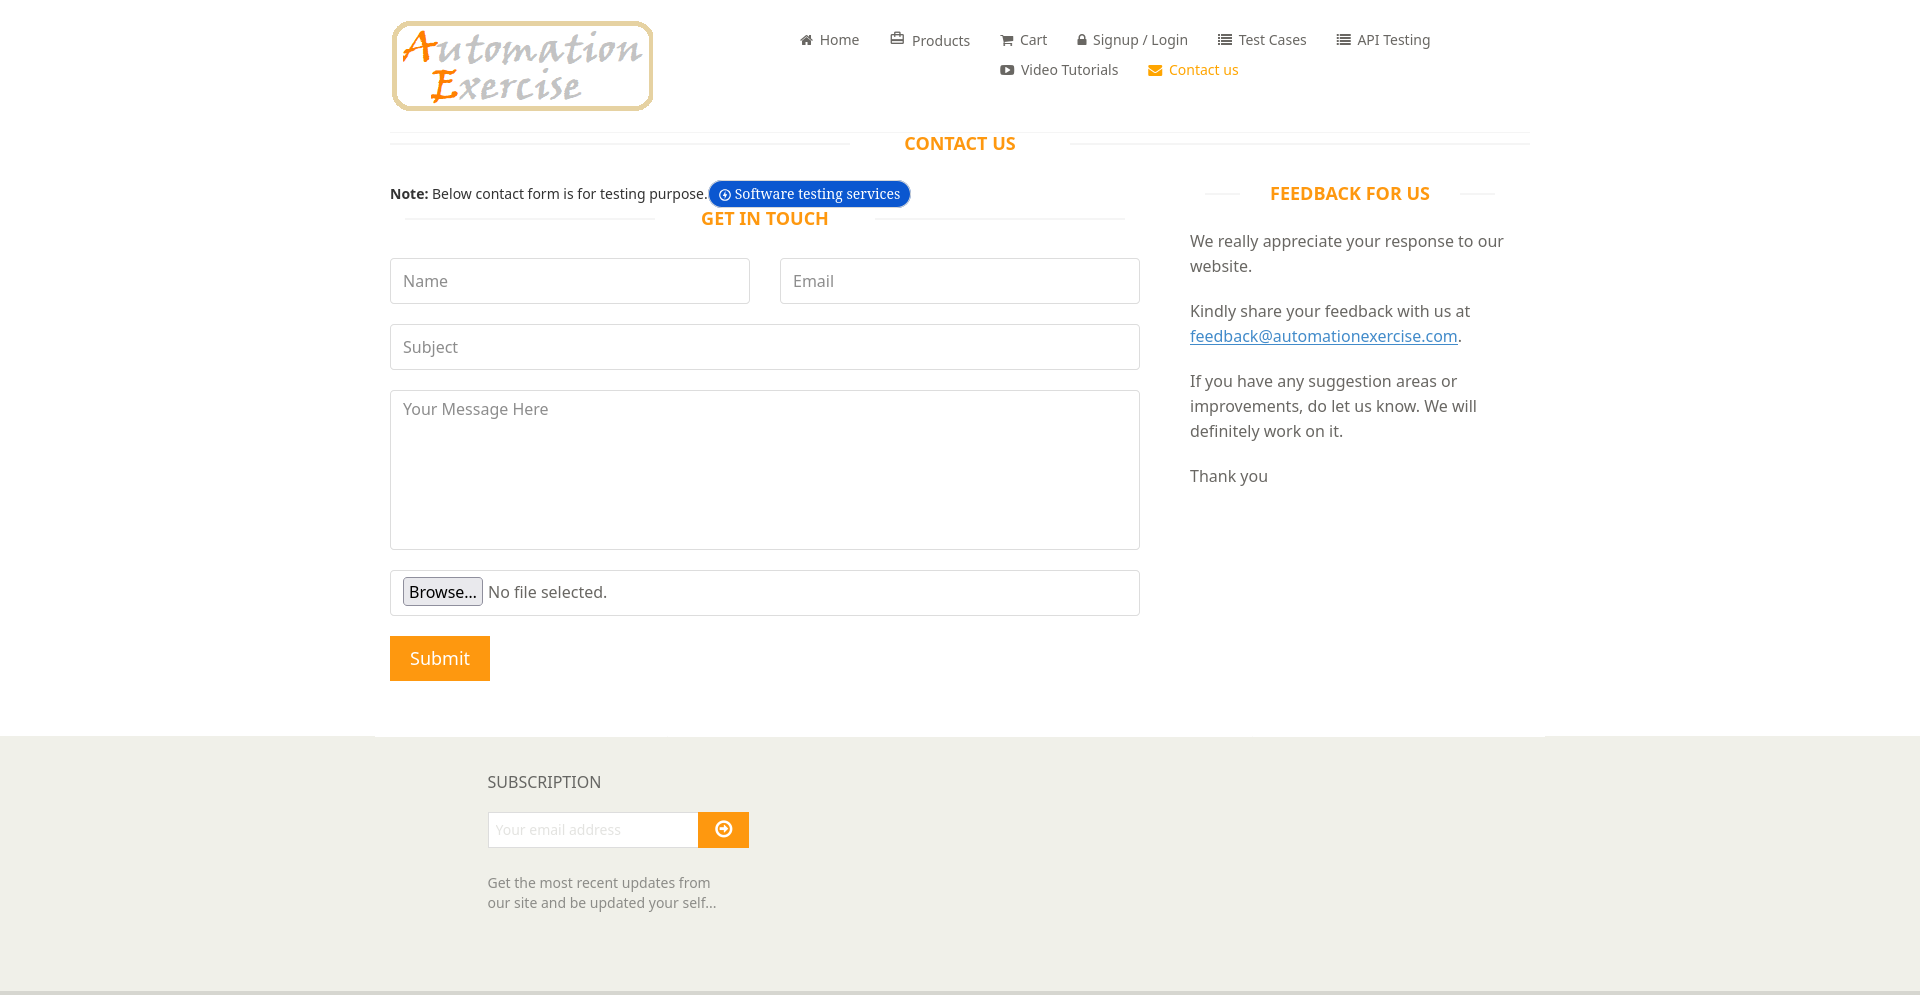 Automation
Exercise
Home
Products
Cart
Signup / Login
Test Cases
API Testing
Video Tutorials
Contact us
CONTACT US
Note: Below contact form is for testing purpose.
Software testing services
GET IN TOUCH
Name
Email
Subject
Your Message Here
Browse...
No file selected.
Submit
FEEDBACK FOR US
We really appreciate your response to our
website.
Kindly share your feedback with us at
feedback@automationexercise.com.
If you have any suggestion areas or
improvements, do let us know. We will
definitely work on it.
Thank you
SUBSCRIPTION
Your email address
Get the most recent updates from
our site and be updated your self...